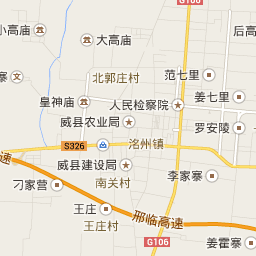 G106
小高庙
大高庙
后高
北郭庄村
范七里
寨
皇神庙
人民检察院
姜七里
威县农业局
罗安陵
S326
洺州镇
威县建设局
速
刁家营
南关村
李家寨
王庄
邢临高速
王庄村
G106
姜霍寨